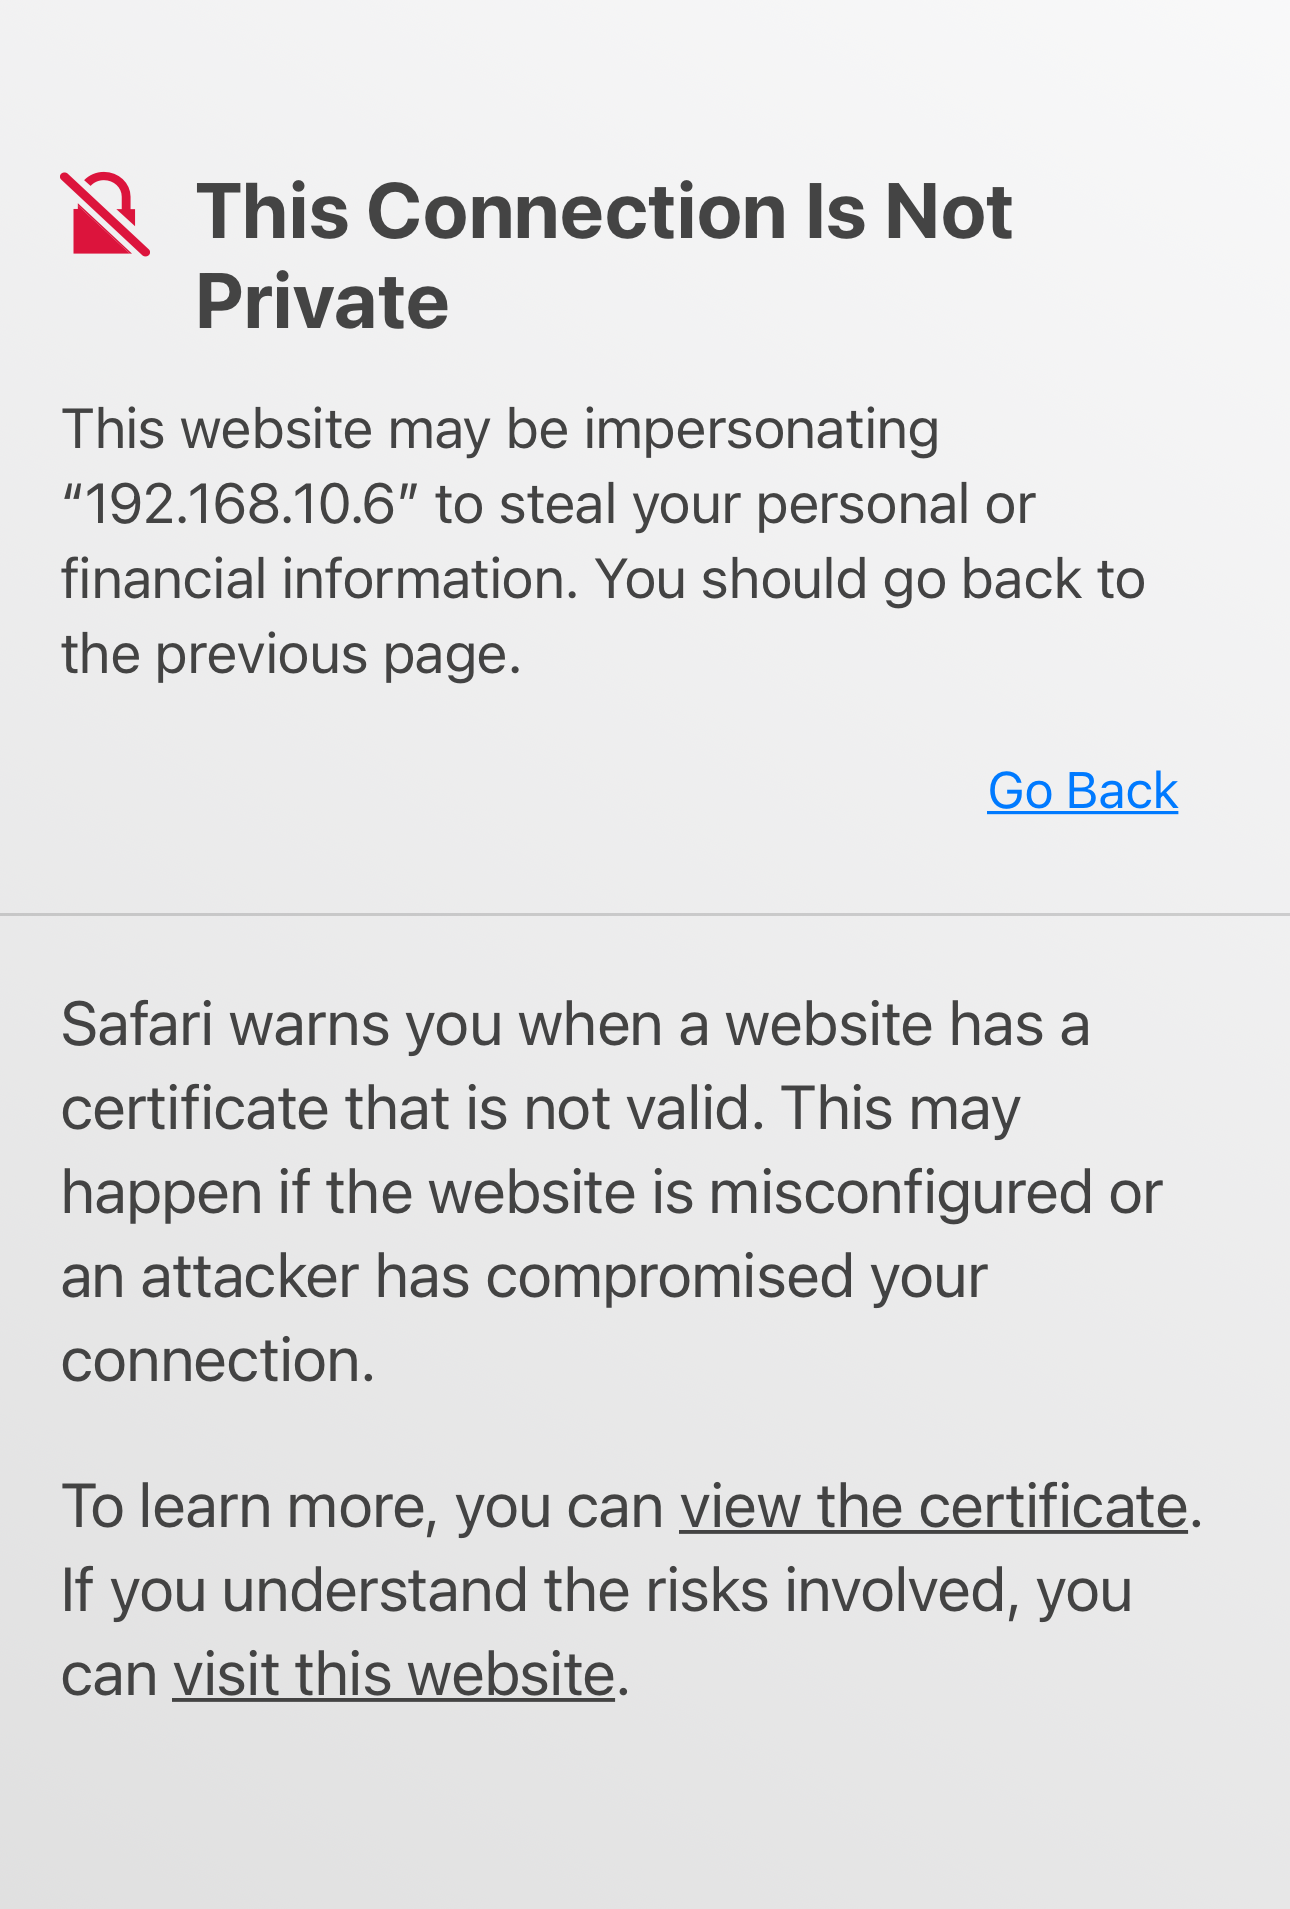 This Connection Is Not
Private
This website may be impersonating
“192.168.10.6” to steal your personal or
financial information. You should go back to
the previous page.
Go Back
Safari warns you when a website has a
certificate that is not valid. This may
happen if the website is misconfigured or
an attacker has compromised your
connection.
To learn more, you can view the certificate.
If you understand the risks involved, you
can visit this website.